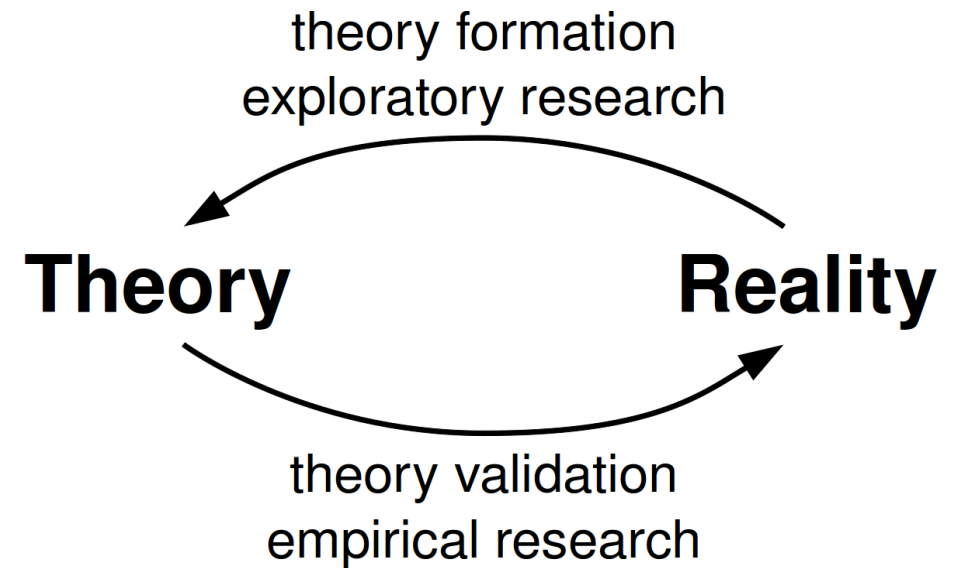 theory formation
exploratory research
Theory
Reality
theory validation
empirical research